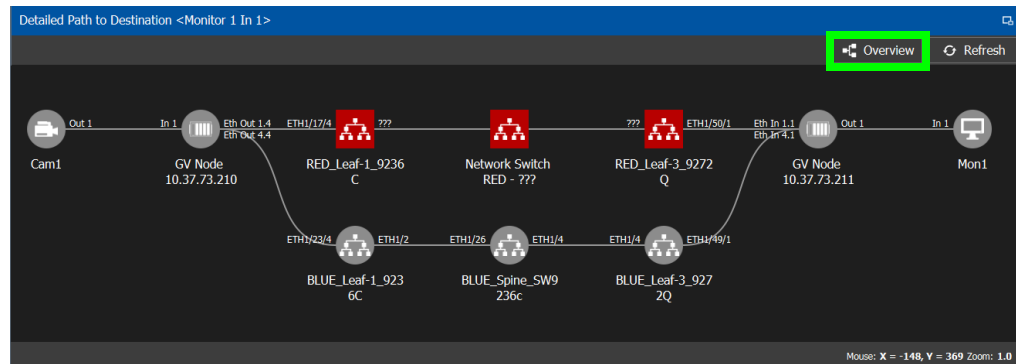 Detailed Path to Destination <Monitor 1 In 1>
Overview
Refresh
Out 1
In 1
Eth Out 1.4
Eth Out 4.4
ETH1/17/4
???
???
ETH1/50/1
Eth In 1.1
Eth In 4.1
Out 1
In 1
Cam1
GV Node
10.37.73.210
RED_Leaf-1_9236
C
Network Switch
RED - ???
RED_Leaf-3_9272
Q
GV Node
10.37.73.211
Mon1
ETH1/23/4
ETH1/2
ETH1/26
ETH1/4
ETH1/4
ETH1/49/1
BLUE_Leaf-1_923
6C
BLUE_Spine_SW9
236c
BLUE_Leaf-3_927
2Q
Mouse: X = -148, Y = 369 Zoom: 1.0